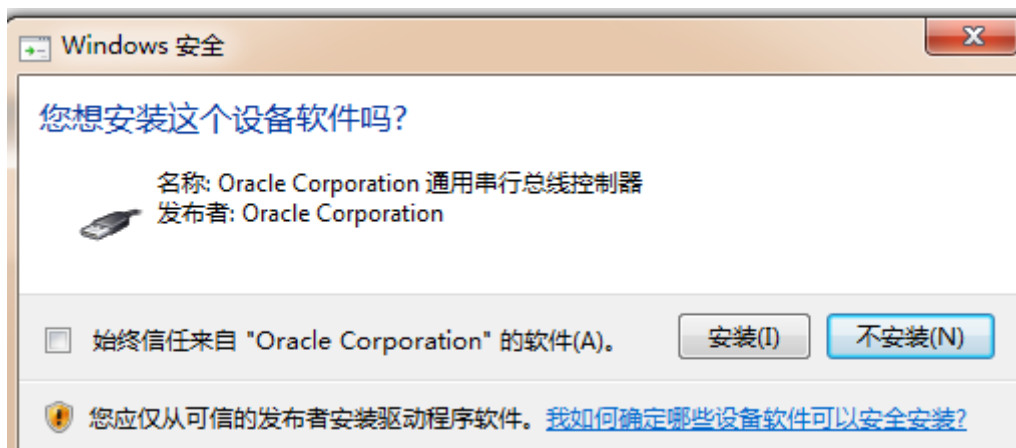 Windows 安全
您想安装这个设备软件吗?
名称: Oracle Corporation 通用串行总线控制器
发布者: Oracle Corporation
始终信任来自 "Oracle Corporation" 的软件(A)。 安装(I) 不安装(N)
您应仅从可信的发布者安装驱动程序软件。我如何确定哪些设备软件可以安全安装?